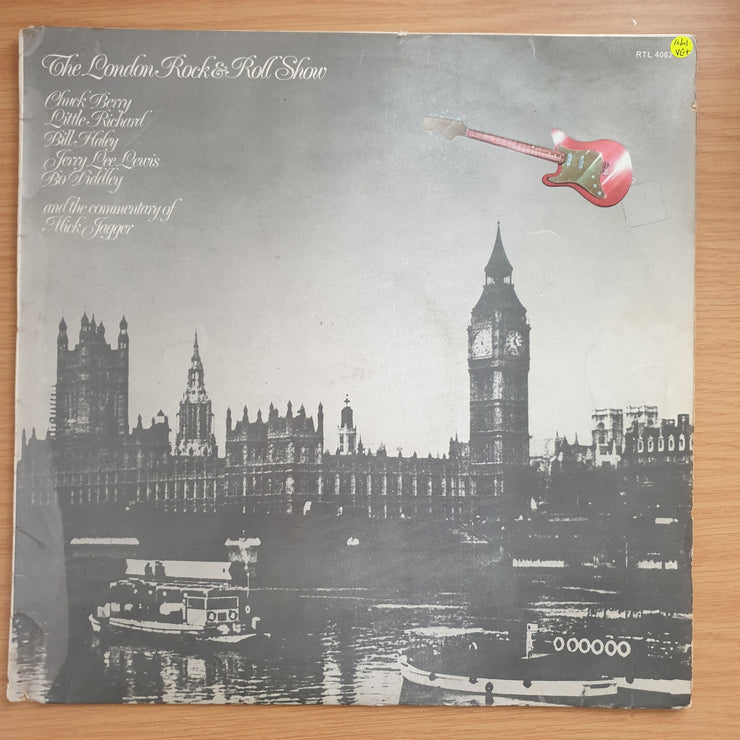 The London Rock & Roll Show
RTL 4062
VG+
Chuck Berry
Little Richard
Bill Haley
Jerry Lee Lewis
Bo Diddley
and the commentary of
Mick Jagger